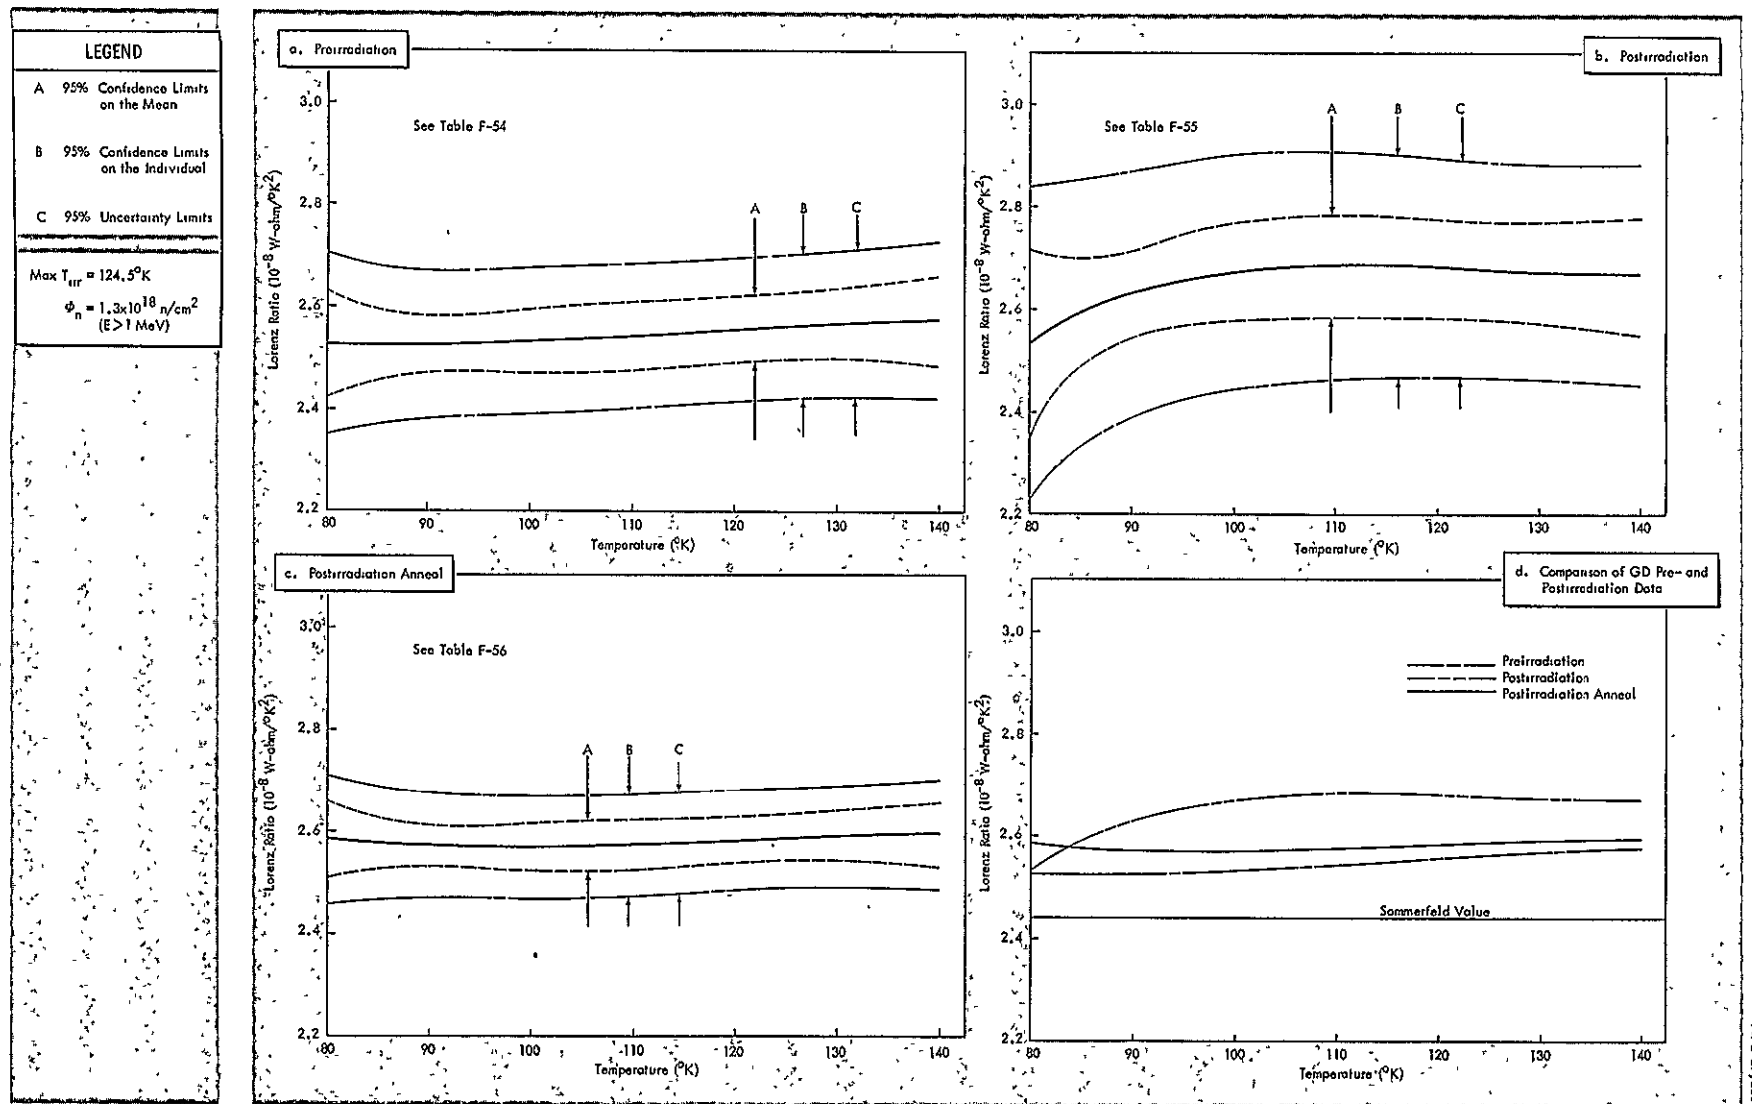 LEGEND
A 95% Confidence Limits
on the Mean
B 95% Confidence Limits
on the Individual
C 95% Uncertainty Limits
Max T_irr = 124.5°K
Φ_n = 1.3x10^18 n/cm^2
(E>1 MeV)
a. Preirradiation
See Table F-54
A B C
3.0
2.8
2.6
2.4
2.2
Lorenz Ratio (10^-8 W-ohm/°K^2)
80 90 100 110 120 130 140
Temperature (°K)
b. Postirradiation
See Table F-55
A B C
3.0
2.8
2.6
2.4
2.2
Lorenz Ratio (10^-8 W-ohm/°K^2)
80 90 100 110 120 130 140
Temperature (°K)
c. Postirradiation Anneal
See Table F-56
A B C
3.0
2.8
2.6
2.4
2.2
Lorenz Ratio (10^-8 W-ohm/°K^2)
80 90 100 110 120 130 140
Temperature (°K)
d. Comparison of GD Pre- and
Postirradiation Data
Preirradiation
Postirradiation
Postirradiation Anneal
Sommerfeld Value
3.0
2.8
2.6
2.4
2.2
Lorenz Ratio (10^-8 W-ohm/°K^2)
80 90 100 110 120 130 140
Temperature (°K)